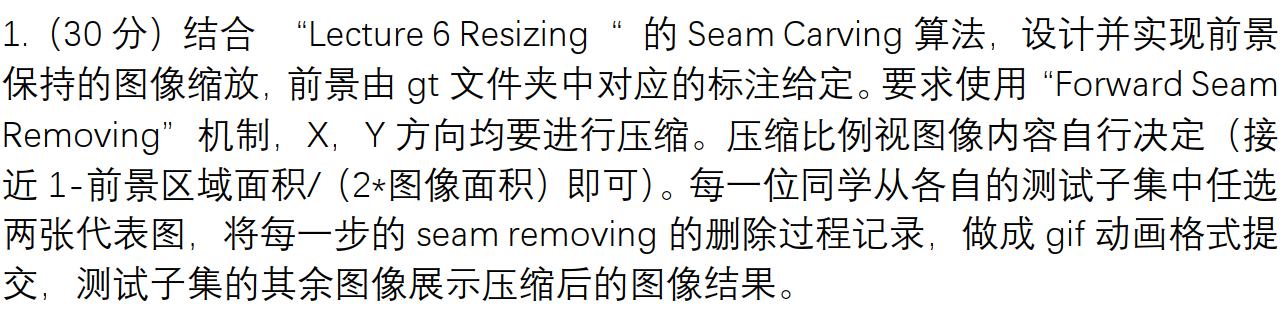 1.（30 分）结合 “Lecture 6 Resizing “ 的 Seam Carving 算法，设计并实现前景
保持的图像缩放，前景由 gt 文件夹中对应的标注给定。要求使用 “Forward Seam
Removing” 机制，X，Y 方向均要进行压缩。压缩比例视图像内容自行决定（接
近 1-前景区域面积/（2*图像面积）即可）。每一位同学从各自的测试子集中任选
两张代表图，将每一步的 seam removing 的删除过程记录，做成 gif 动画格式提
交，测试子集的其余图像展示压缩后的图像结果。